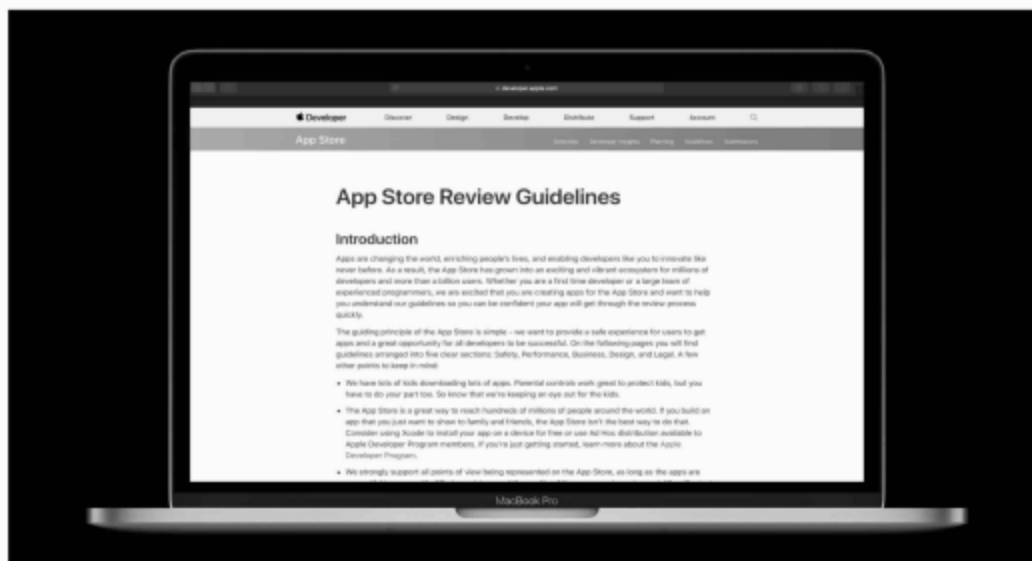 developer.apple.com
Developer Discover Design Develop Distribute Support Account
App Store Planning Guidelines
App Store Review Guidelines
Introduction
Apps are changing the world, enriching people's lives, and enabling developers like you to innovate like
never before. As a result, the App Store has grown into an exciting and vibrant ecosystem for millions of
developers and more than a billion users. Whether you are a first time developer or a large team of
experienced programmers, we are excited that you are creating apps for the App Store and want to help
you understand our guidelines so you can be confident your app will get through the review process
quickly.
The guiding principle of the App Store is simple – we want to provide a safe experience for users to get
apps and a great opportunity for all developers to be successful. On the following pages you will find
guidelines arranged into five clear sections: Safety, Performance, Business, Design, and Legal. A few
other points to keep in mind:
• We have lots of kids downloading lots of apps. Parental controls work great to protect kids, but you
have to do your part too. So know that we're keeping an eye out for the kids.
• The App Store is a great way to reach hundreds of millions of people around the world. If you build an
app that you just want to show to family and friends, the App Store isn't the best way to do that.
Consider using Xcode to install your app on a device for free or use Ad Hoc distribution available to
Apple Developer Program members. If you're just getting started, learn more about the Apple
Developer Program.
• We strongly support all points of view being represented on the App Store, as long as the apps are
MacBook Pro